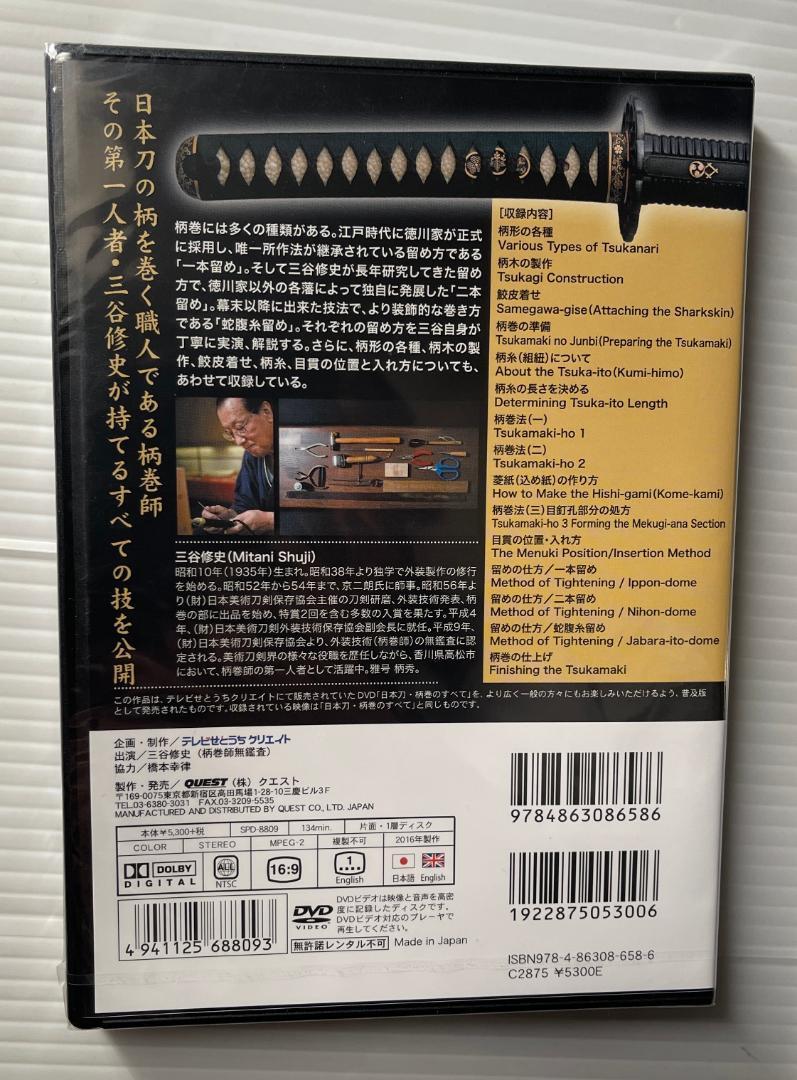 日本刀の柄を巻く職人である柄巻師
その第一人者・三谷修史が持てるすべての技を公開
柄巻には多くの種類がある。江戸時代に徳川家が正式
に採用し、唯一所作法が継承されている留め方である
「一本留め」。そして三谷修史が長年研究してきた留め
方で、徳川家以外の各藩によって独自に発展した「二本
留め」。幕末以降に出来た技法で、より装飾的な巻き方
である「蛇腹糸留め」。それぞれの留め方を三谷自身が
丁寧に実演、解説する。さらに、柄形の各種、柄木の製
作、鮫皮着せ、柄糸、目貫の位置と入れ方についても、
あわせて収録している。
三谷修史(Mitani Shuji)
昭和10年(1935年)生まれ。昭和38年より独学で外装製作の修行
を始める。昭和52年から54年まで、京二朗氏に師事。昭和56年よ
り(財)日本美術刀剣保存協会主催の刀剣研磨、外装技術発表、柄
巻の部に出品を始め、特賞2回を含む多数の入賞を果たす。平成4
年、(財)日本美術刀剣外装技術保存協会副会長に就任。平成9年、
(財)日本美術刀剣保存協会より、外装技術(柄巻師)の無鑑査に認
定される。美術刀剣界の様々な役職を歴任しながら、香川県高松市
において、柄巻師の第一人者として活躍中。雅号 柄秀。
[収録内容]
柄形の各種
Various Types of Tsukanari
柄木の製作
Tsukagi Construction
鮫皮着せ
Samegawa-gise(Attaching the Sharkskin)
柄巻の準備
Tsukamaki no Junbi(Preparing the Tsukamaki)
柄糸(組紐)について
About the Tsuka-ito(Kumi-himo)
柄糸の長さを決める
Determining Tsuka-ito Length
柄巻法(一)
Tsukamaki-ho 1
柄巻法(二)
Tsukamaki-ho 2
菱紙(込め紙)の作り方
How to Make the Hishi-gami(Kome-kami)
柄巻法(三)目釘孔部分の処方
Tsukamaki-ho 3 Forming the Mekugi-ana Section
目貫の位置・入れ方
The Menuki Position/Insertion Method
留めの仕方/一本留め
Method of Tightening / Ippon-dome
留めの仕方/二本留め
Method of Tightening / Nihon-dome
留めの仕方/蛇腹糸留め
Method of Tightening / Jabara-ito-dome
柄巻の仕上げ
Finishing the Tsukamaki
この作品は、テレビせとうちクリエイトにて販売されていたDVD「日本刀・柄巻のすべて」を、より広く一般の方々にもお楽しみいただけるよう、普及版
として発売されたものです。収録されている映像は「日本刀・柄巻のすべて」と同じものです。
企画・制作/テレビせとうちクリエイト
出演/三谷修史(柄巻師無鑑査)
協力/橋本幸律
製作・発売/QUEST(株)クエスト
〒169-0075東京都新宿区高田馬場1-28-10三慶ビル3F
TEL.03-6380-3031 FAX.03-3209-5535
MANUFACTURED AND DISTRIBUTED BY QUEST CO., LTD. JAPAN
本体¥5,300+税 SPD-8809 134min. 片面・1層ディスク
COLOR STEREO MPEG-2 複製不可 2016年製作
DOLBY DIGITAL ALL NTSC 16:9 1 English 日本語 English
4 941125 688093
DVD VIDEO
DVDビデオは映像と音声を高密
度に記録したディスクです。
DVDビデオ対応のプレーヤで
再生してください。
無許諾レンタル不可 Made in Japan
9784863086586
1922875053006
ISBN978-4-86308-658-6
C2875 ¥5300E